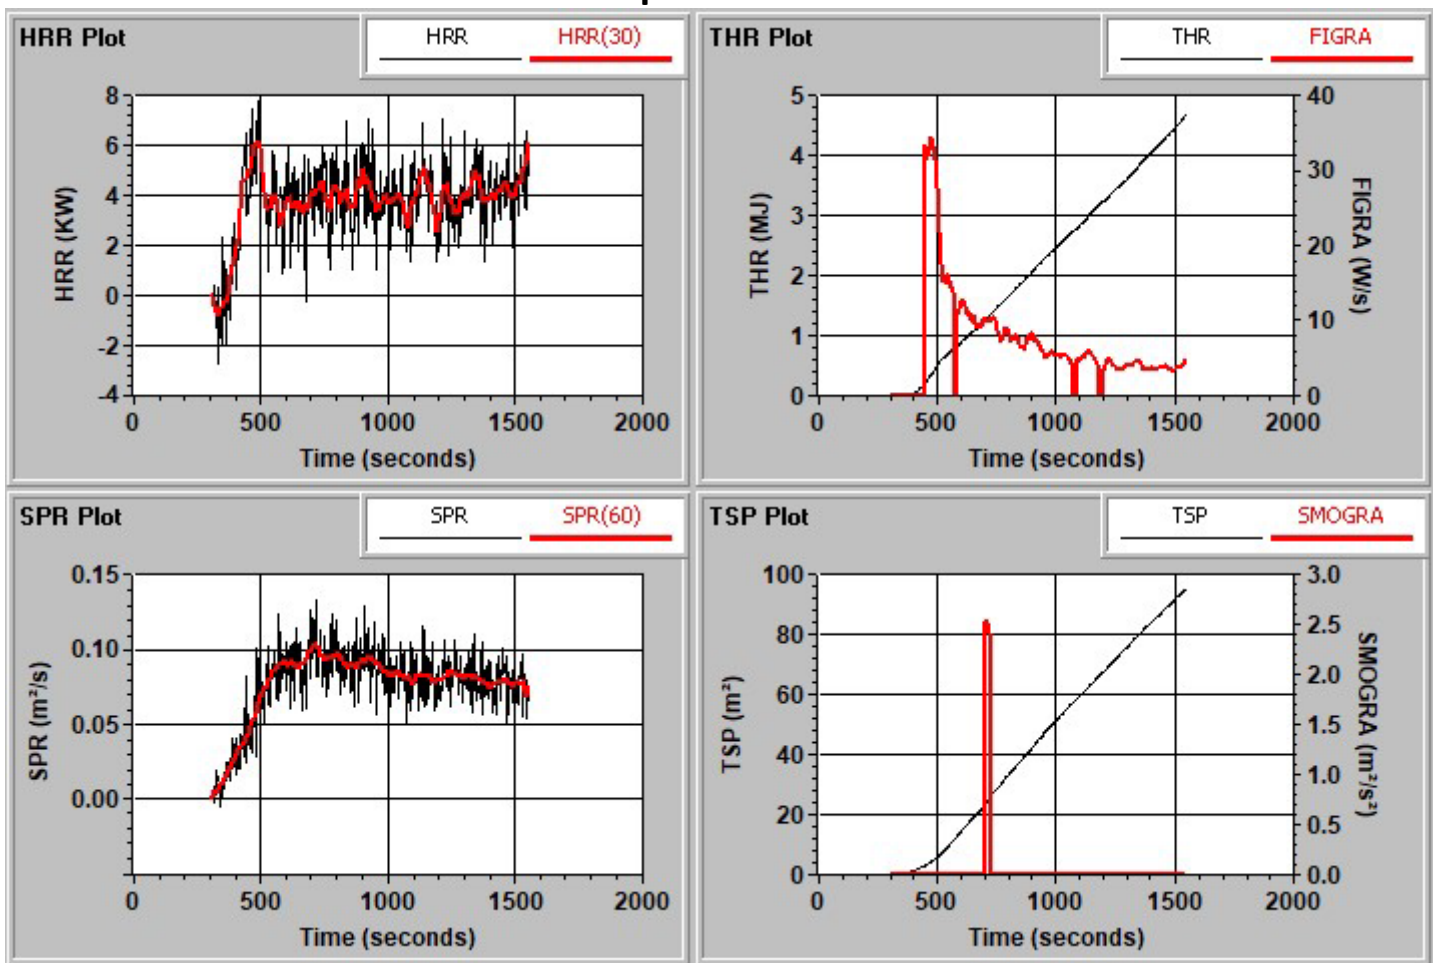 HRR Plot
HRR HRR(30)
8
6
4
2
0
-2
-4
HRR (KW)
0 500 1000 1500 2000
Time (seconds)
THR Plot
THR FIGRA
5
4
3
2
1
0
THR (MJ)
40
30
20
10
0
FIGRA (W/s)
0 500 1000 1500 2000
Time (seconds)
SPR Plot
SPR SPR(60)
0.15
0.10
0.05
0.00
SPR (m²/s)
0 500 1000 1500 2000
Time (seconds)
TSP Plot
TSP SMOGRA
100
80
60
40
20
0
TSP (m²)
3.0
2.5
2.0
1.5
1.0
0.5
0.0
SMOGRA (m²/s²)
0 500 1000 1500 2000
Time (seconds)